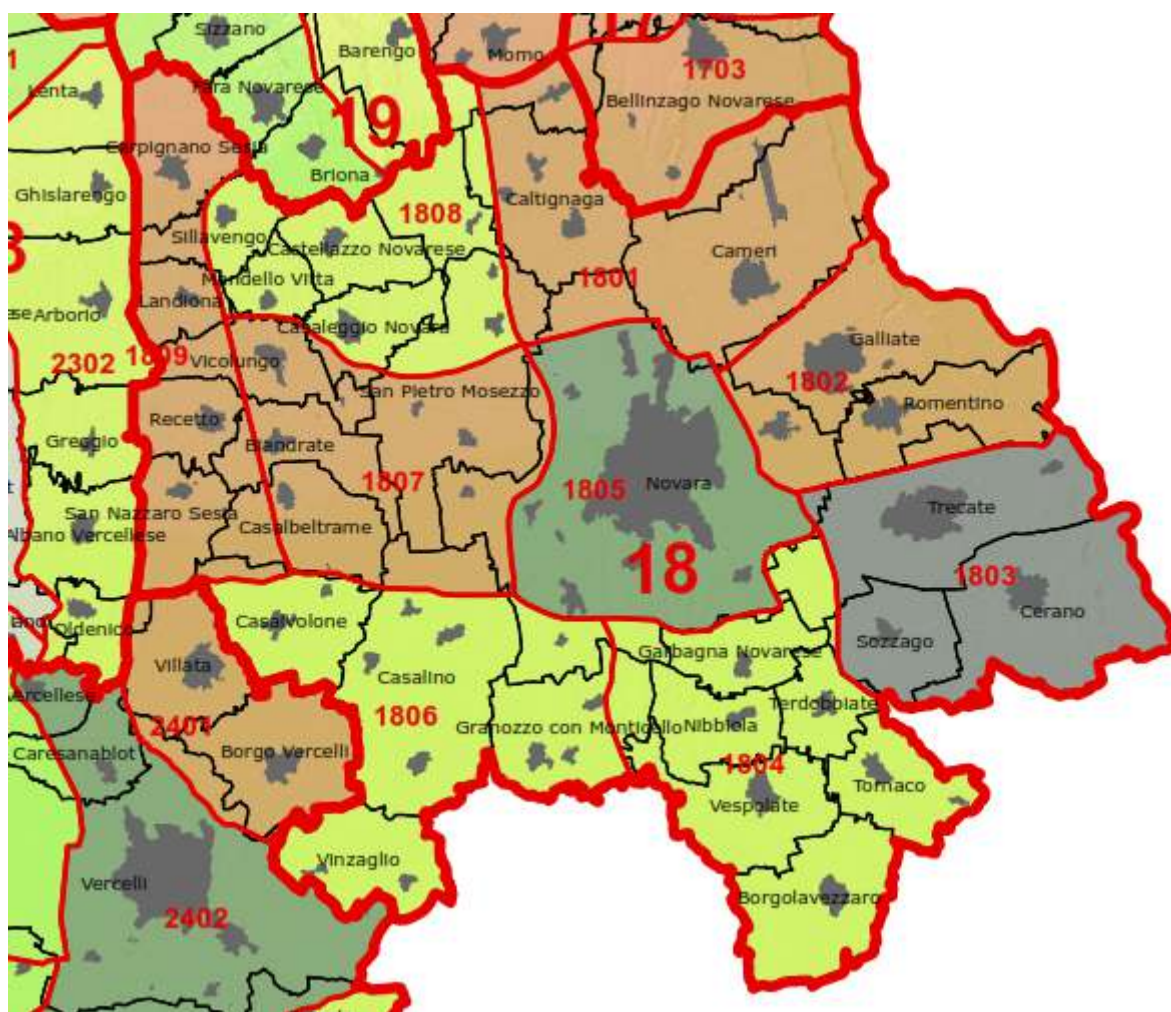 Sizzano
Barengo
Momo
1703
Bellinzago Novarese
1
Lenta
Fara Novarese
19
Carpignano Sesia
Ghislarengo
Briona
1808
Caltignaga
Sillavengo
Castellazzo Novarese
Cameri
3
Mandello Vitta
1801
Landiona
se
Arborio
Casaleggio Novara
Galliate
2302
1809
Vicolungo
San Pietro Mosezzo
1802
Romentino
Recetto
Greggio
Biandrate
1807
1805
Novara
San Nazzaro Sesia
Casalbeltrame
Trecate
Albano Vercellese
18
1803
Cerano
Oldenico
Casalvolone
Sozzago
Villata
Garbagna Novarese
Casalino
Arcellese
Terdobbiate
1806
2401
Granozzo con Monticello
Nibbiola
Caresanablot
Borgo Vercelli
1804
Tornaco
Vespolate
Vinzaglio
Vercelli
Borgolavezzaro
2402